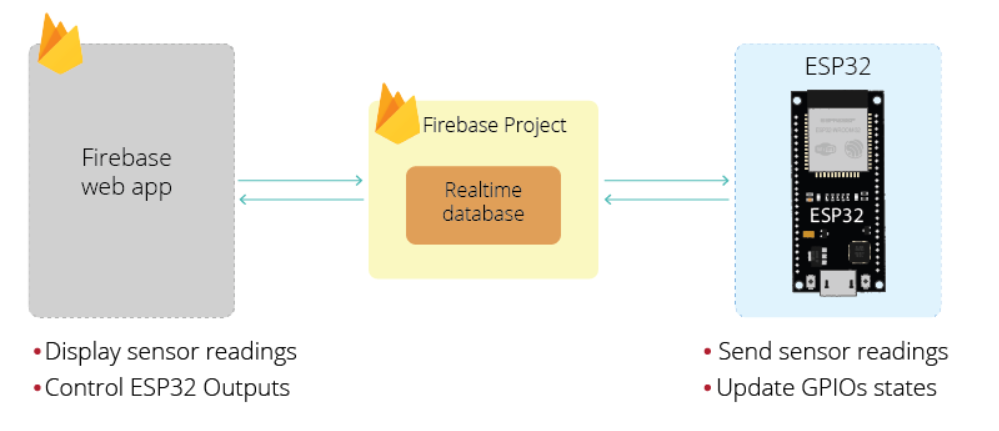 Firebase
web app
Firebase Project
Realtime
database
ESP32
ESP32
•Display sensor readings
•Control ESP32 Outputs
• Send sensor readings
•Update GPIOs states